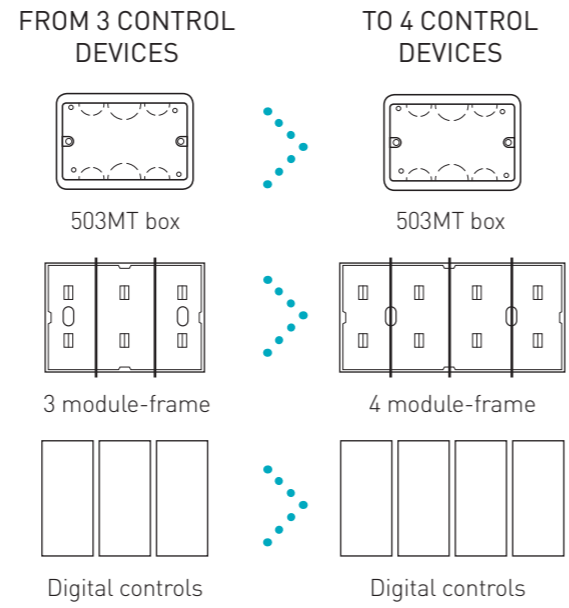 FROM 3 CONTROL
DEVICES
TO 4 CONTROL
DEVICES
503MT box
503MT box
3 module-frame
4 module-frame
Digital controls
Digital controls